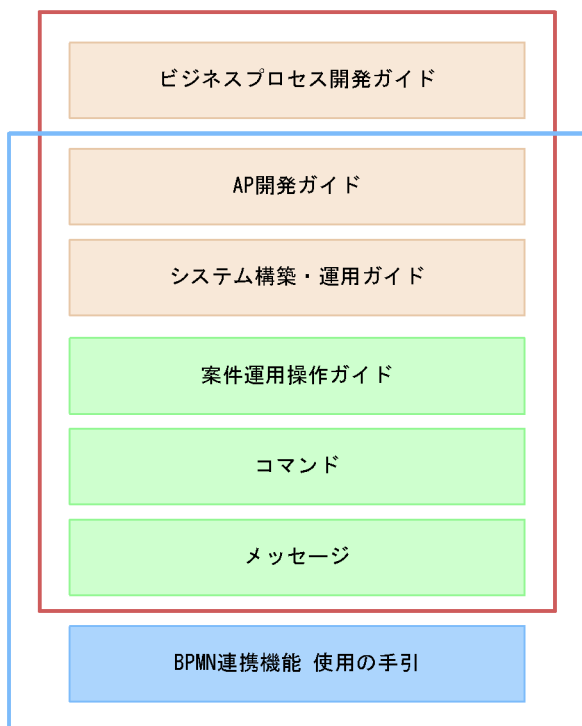 ビジネスプロセス開発ガイド
AP開発ガイド
システム構築・運用ガイド
案件運用操作ガイド
コマンド
メッセージ
BPMN連携機能 使用の手引